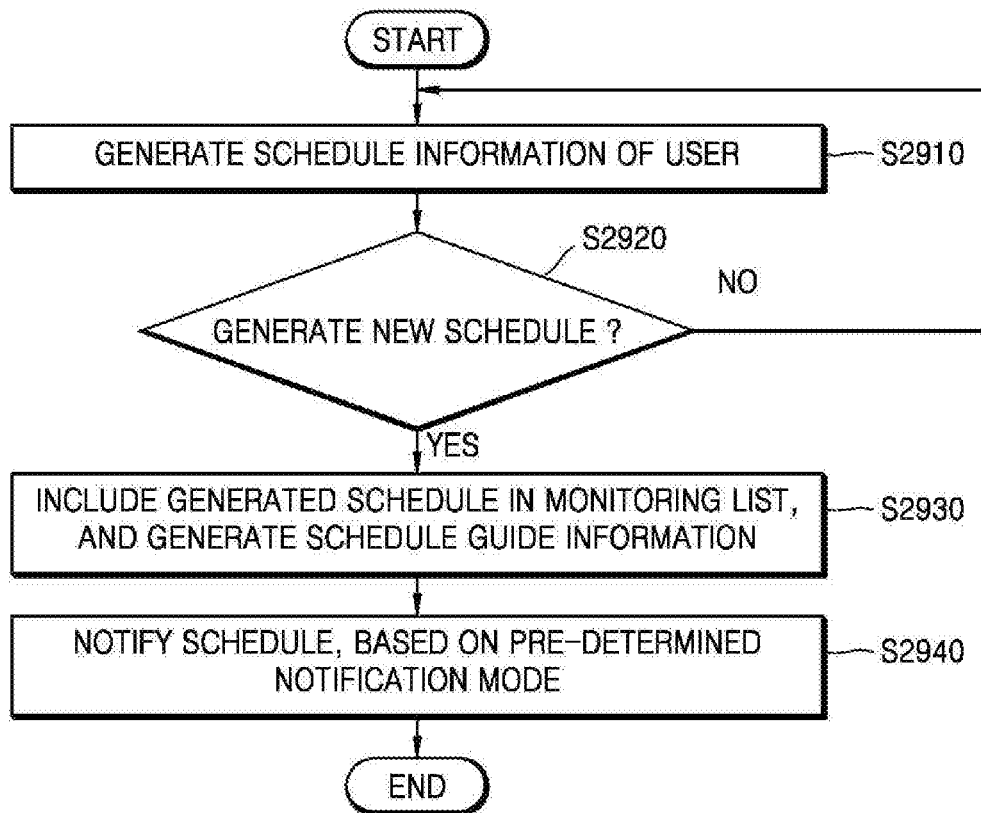 START
GENERATE SCHEDULE INFORMATION OF USER
S2910
S2920
NO
GENERATE NEW SCHEDULE ?
YES
INCLUDE GENERATED SCHEDULE IN MONITORING LIST,
AND GENERATE SCHEDULE GUIDE INFORMATION
S2930
NOTIFY SCHEDULE, BASED ON PRE-DETERMINED
NOTIFICATION MODE
S2940
END